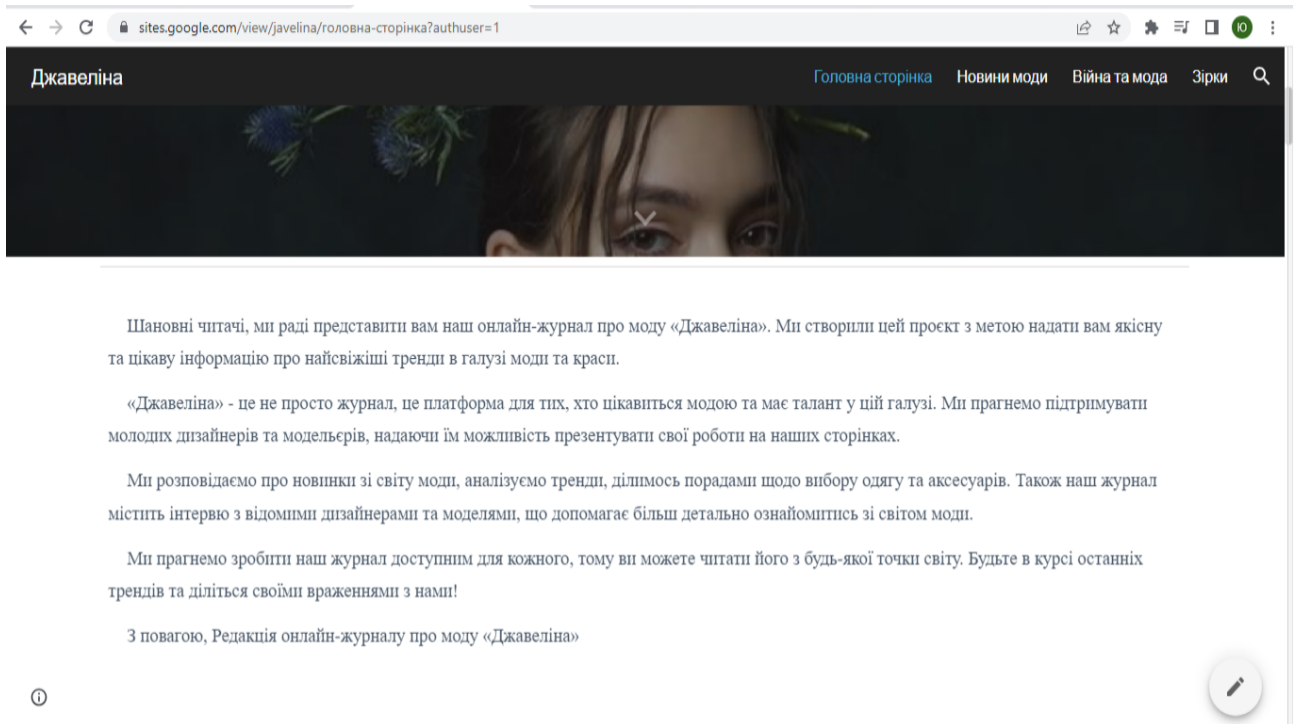 sites.google.com/view/javelina/головна-сторінка?authuser=1
Ю
Джавеліна
Головна сторінка Новини моди Війна та мода Зірки
Шановні читачі, ми раді представити вам наш онлайн-журнал про моду «Джавеліна». Ми створили цей проєкт з метою надати вам якісну
та цікаву інформацію про найсвіжіші тренди в галузі моди та краси.
«Джавеліна» - це не просто журнал, це платформа для тих, хто цікавиться модою та має талант у цій галузі. Ми прагнемо підтримувати
молодих дизайнерів та модельєрів, надаючи їм можливість презентувати свої роботи на наших сторінках.
Ми розповідаємо про новинки зі світу моди, аналізуємо тренди, ділимось порадами щодо вибору одягу та аксесуарів. Також наш журнал
містить інтервю з відомими дизайнерами та моделями, що допомагає більш детально ознайомитись зі світом моди.
Ми прагнемо зробити наш журнал доступним для кожного, тому ви можете читати його з будь-якої точки світу. Будьте в курсі останніх
трендів та діліться своїми враженнями з нами!
З повагою, Редакція онлайн-журналу про моду «Джавеліна»